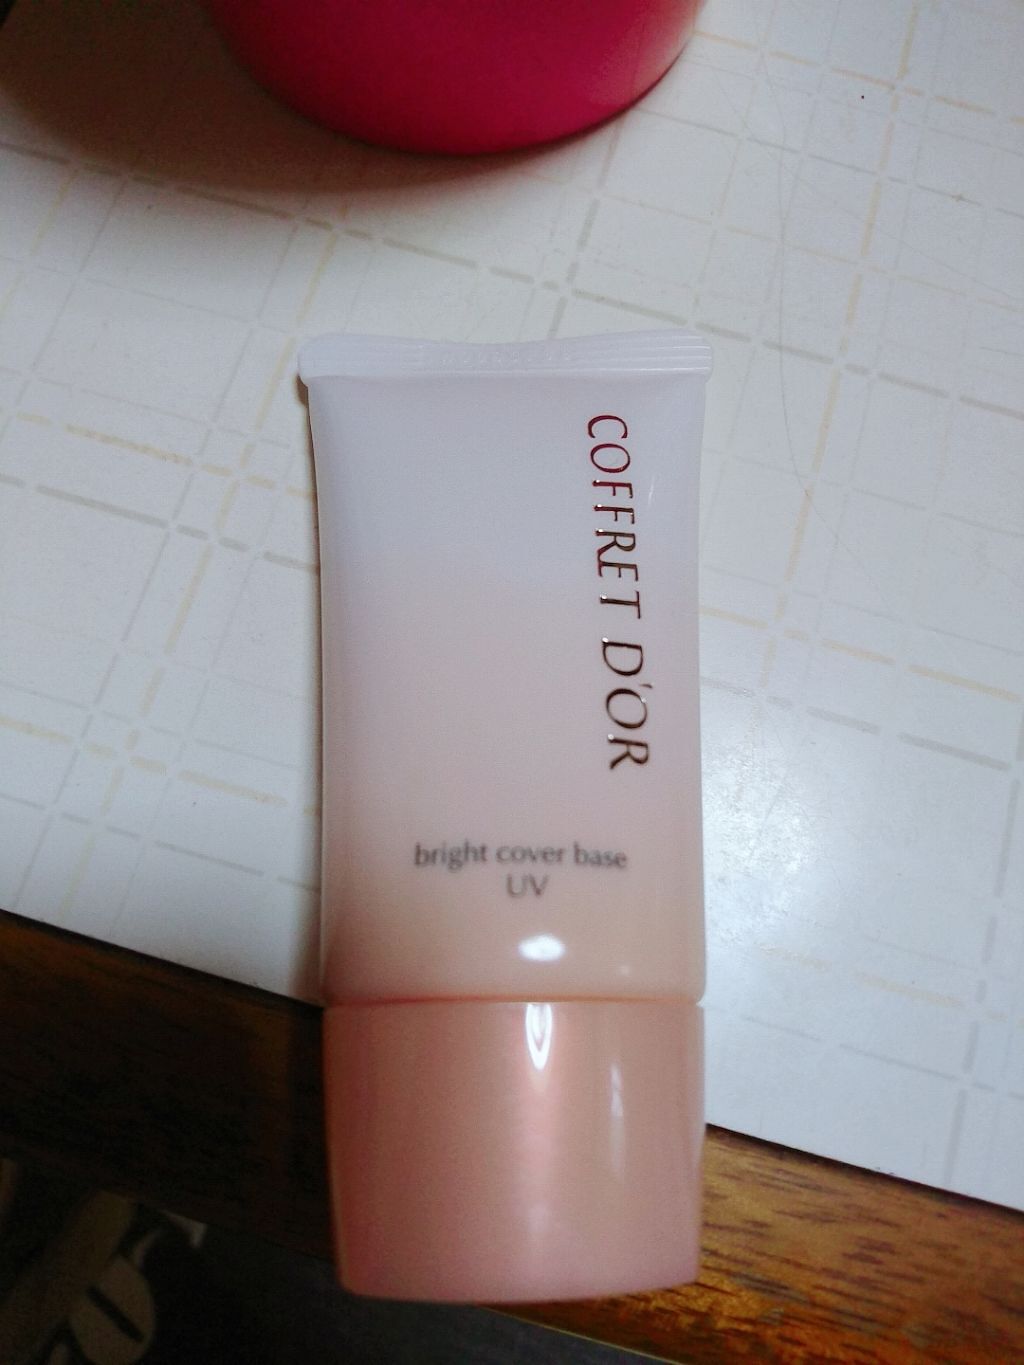 COFFRET D'OR
bright cover base
UV